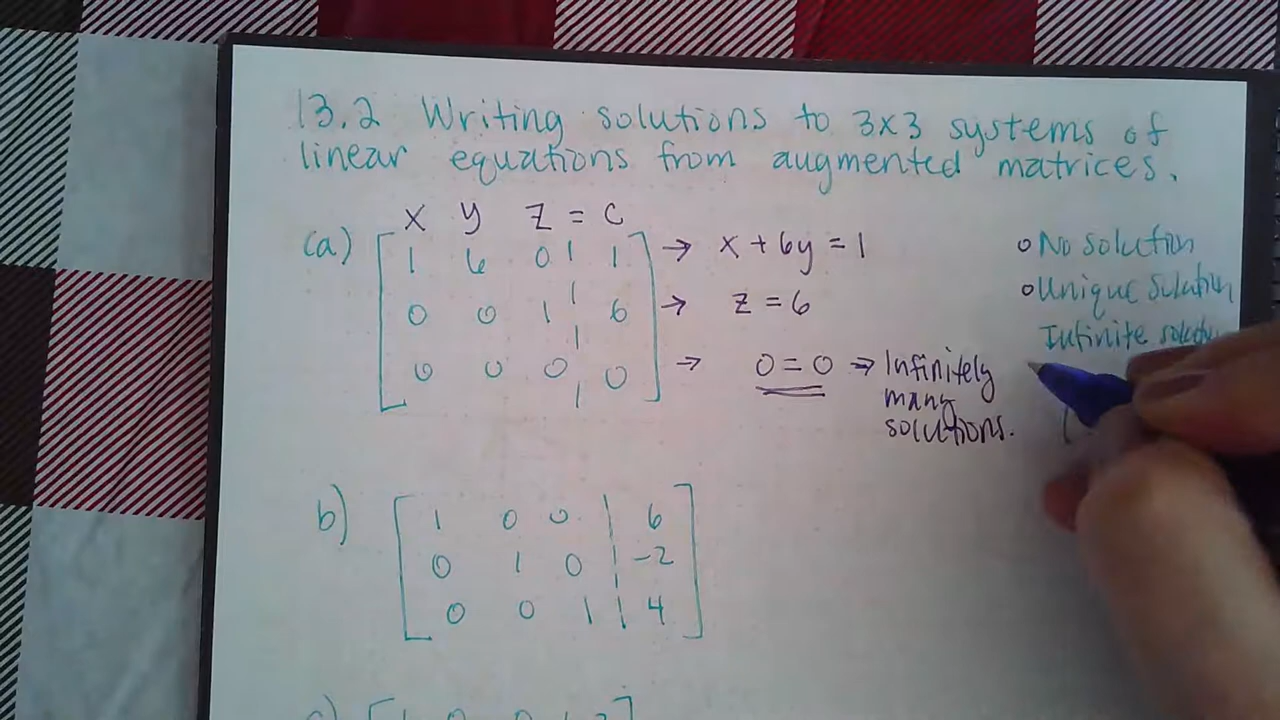 13.2 Writing solutions to 3x3 systems of
linear equations from augmented matrices.
x y z = c
(a) [ 1 6 0 | 1 ] → x + 6y = 1
0 0 1 | 6 → z = 6
0 0 0 | 0 → 0 = 0 ⇒ Infinitely
many
solutions.
No solution
Unique solution
Infinite
b) [ 1 0 0 | 6 ]
0 1 0 | -2
0 0 1 | 4